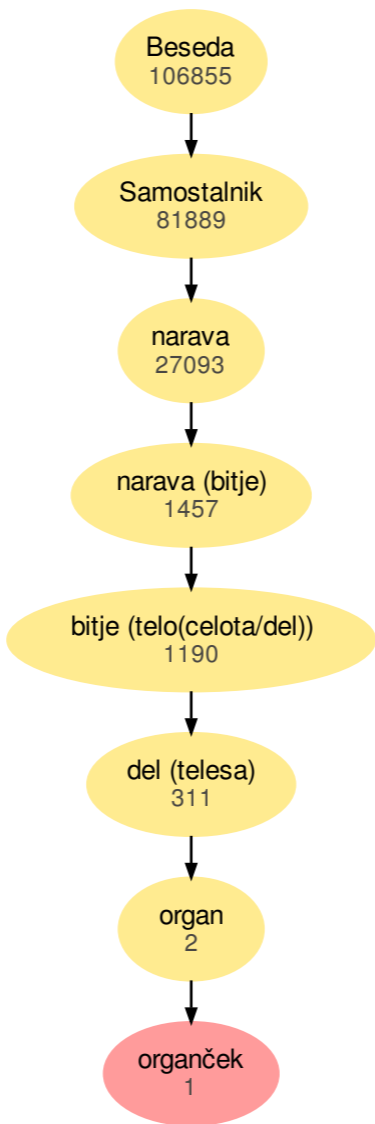 Beseda
106855
Samostalnik
81889
narava
27093
narava (bitje)
1457
bitje (telo(celota/del))
1190
del (telesa)
311
organ
2
organček
1